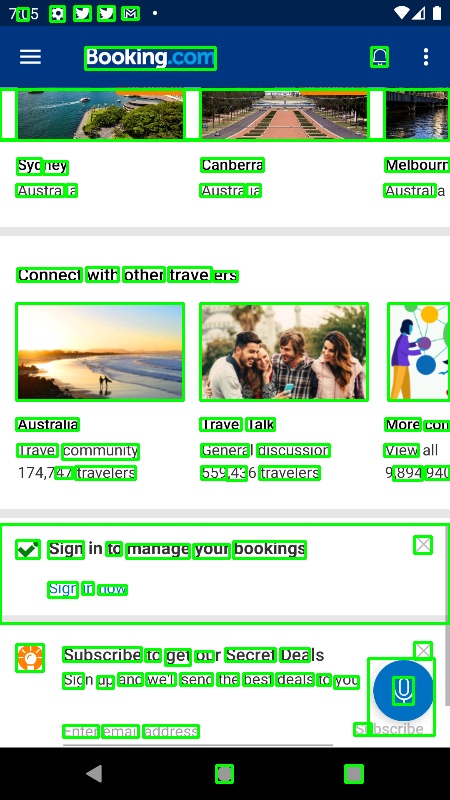 7:05
Booking.com
Sydney
Australia
Canberra
Australia
Melbourn
Australia
Connect with other travelers
Australia
Travel community
174,747 travelers
Travel Talk
General discussion
559,436 travelers
More con
View all
9,894,940
Sign in to manage your bookings
Sign in now
Subscribe to get our Secret Deals
Sign up and we'll send the best deals to you
Enter email address
Subscribe